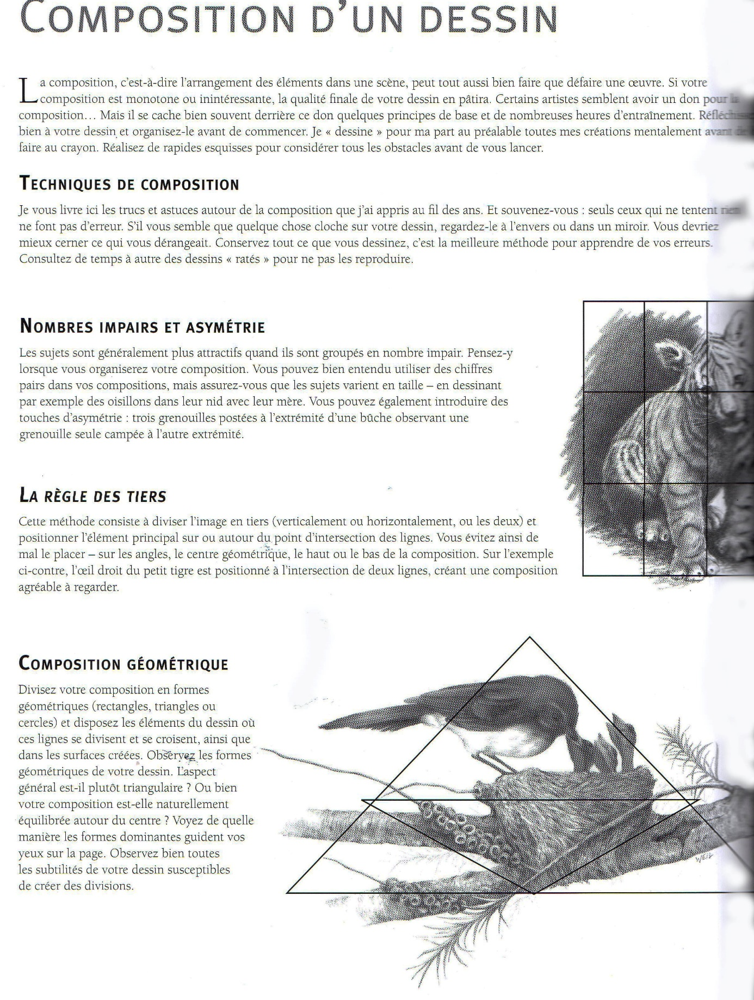 COMPOSITION D'UN DESSIN
La composition, c'est-à-dire l'arrangement des éléments dans une scène, peut tout aussi bien faire que défaire une œuvre. Si votre
composition est monotone ou inintéressante, la qualité finale de votre dessin en pâtira. Certains artistes semblent avoir un don pour la
composition… Mais il se cache bien souvent derrière ce don quelques principes de base et de nombreuses heures d'entraînement.
bien à votre dessin et organisez-le avant de commencer. Je « dessine » pour ma part au préalable toutes mes créations mentalement avant de
faire au crayon. Réalisez de rapides esquisses pour considérer tous les obstacles avant de vous lancer.
TECHNIQUES DE COMPOSITION
Je vous livre ici les trucs et astuces autour de la composition que j'ai appris au fil des ans. Et souvenez-vous : seuls ceux qui ne tentent rien
ne font pas d'erreur. S'il vous semble que quelque chose cloche sur votre dessin, regardez-le à l'envers ou dans un miroir. Vous devriez
mieux cerner ce qui vous dérangeait. Conservez tout ce que vous dessinez, c'est la meilleure méthode pour apprendre de vos erreurs.
Consultez de temps à autre des dessins « ratés » pour ne pas les reproduire.
NOMBRES IMPAIRS ET ASYMÉTRIE
Les sujets sont généralement plus attractifs quand ils sont groupés en nombre impair. Pensez-y
lorsque vous organiserez votre composition. Vous pouvez bien entendu utiliser des chiffres
pairs dans vos compositions, mais assurez-vous que les sujets varient en taille – en dessinant
par exemple des oisillons dans leur nid avec leur mère. Vous pouvez également introduire des
touches d'asymétrie : trois grenouilles postées à l'extrémité d'une bûche observant une
grenouille seule campée à l'autre extrémité.
LA RÈGLE DES TIERS
Cette méthode consiste à diviser l'image en tiers (verticalement ou horizontalement, ou les deux) et
positionner l'élément principal sur ou autour du point d'intersection des lignes. Vous évitez ainsi de
mal le placer – sur les angles, le centre géométrique, le haut ou le bas de la composition. Sur l'exemple
ci-contre, l'œil droit du petit tigre est positionné à l'intersection de deux lignes, créant une composition
agréable à regarder.
COMPOSITION GÉOMÉTRIQUE
Divisez votre composition en formes
géométriques (rectangles, triangles ou
cercles) et disposez les éléments du dessin où
ces lignes se divisent et se croisent, ainsi que
dans les surfaces créées. Observez les formes
géométriques de votre dessin. L'aspect
général est-il plutôt triangulaire ? Ou bien
votre composition est-elle naturellement
équilibrée autour du centre ? Voyez de quelle
manière les formes dominantes guident vos
yeux sur la page. Observez bien toutes
les subtilités de votre dessin susceptibles
de créer des divisions.
WEIL